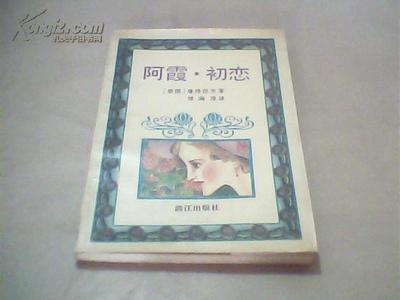 Kongfz.com
孔夫子旧书网
阿霞·初恋
[俄国]屠格涅夫著
漓江出版社